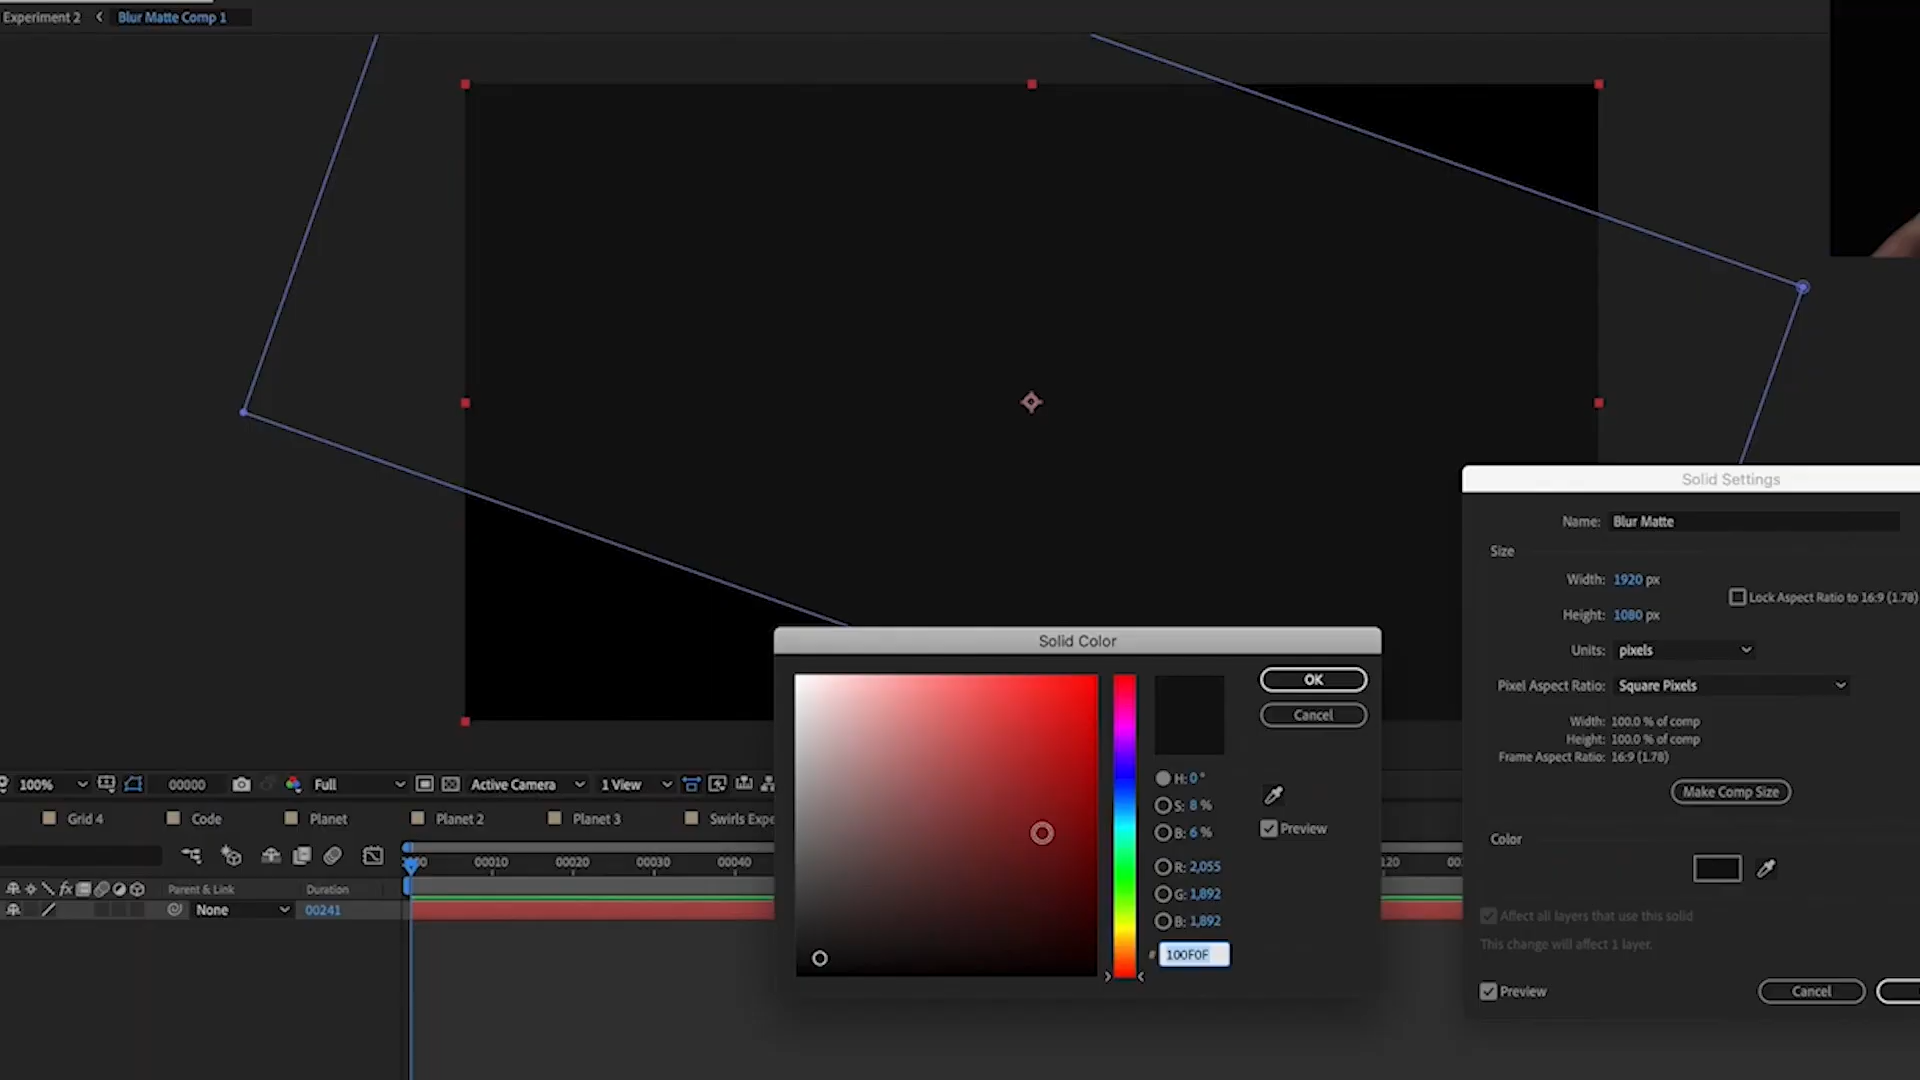 Experiment 2
Blur Matte Comp 1
Solid Settings
Name: Blur Matte
Size
Width: 1920 px
Lock Aspect Ratio to 16:9 (1.78)
Height: 1080 px
Units: pixels
Pixel Aspect Ratio: Square Pixels
Width: 100.0 % of comp
Height: 100.0 % of comp
Frame Aspect Ratio: 16:9 (1.78)
Make Comp Size
Color
Affect all layers that use this solid
This change will affect 1 layer.
Preview
Cancel
Solid Color
OK
Cancel
H: 0 °
S: 8 %
B: 6 %
Preview
R: 2,055
G: 1,892
B: 1,892
# 100F0F
100%
00000
Full
Active Camera
1 View
Grid 4
Code
Planet
Planet 2
Planet 3
Swirls Expe
00010
00020
00030
00040
120
fx
Parent & Link
Duration
None
00241